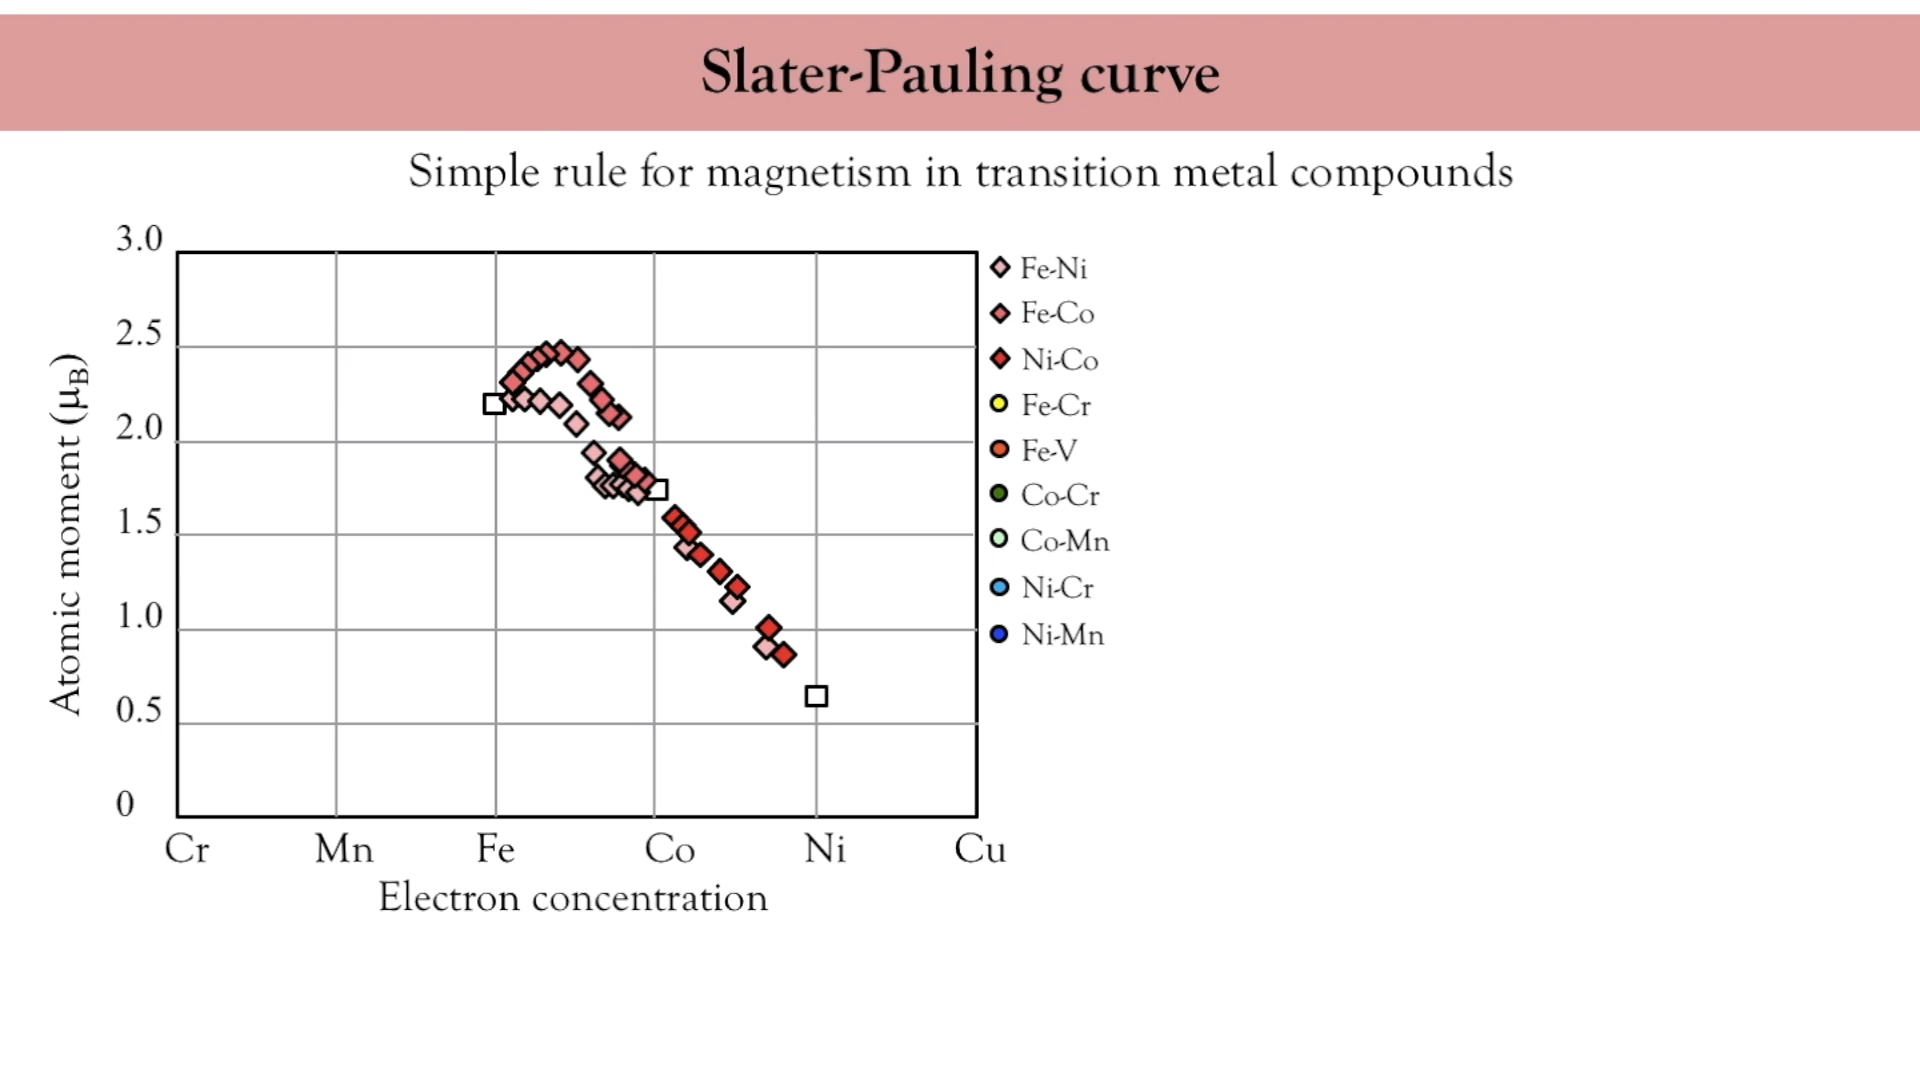 Slater-Pauling curve
Simple rule for magnetism in transition metal compounds
3.0
2.5
2.0
1.5
1.0
0.5
0
Atomic moment (μB)
Cr Mn Fe Co Ni Cu
Electron concentration
Fe-Ni
Fe-Co
Ni-Co
Fe-Cr
Fe-V
Co-Cr
Co-Mn
Ni-Cr
Ni-Mn